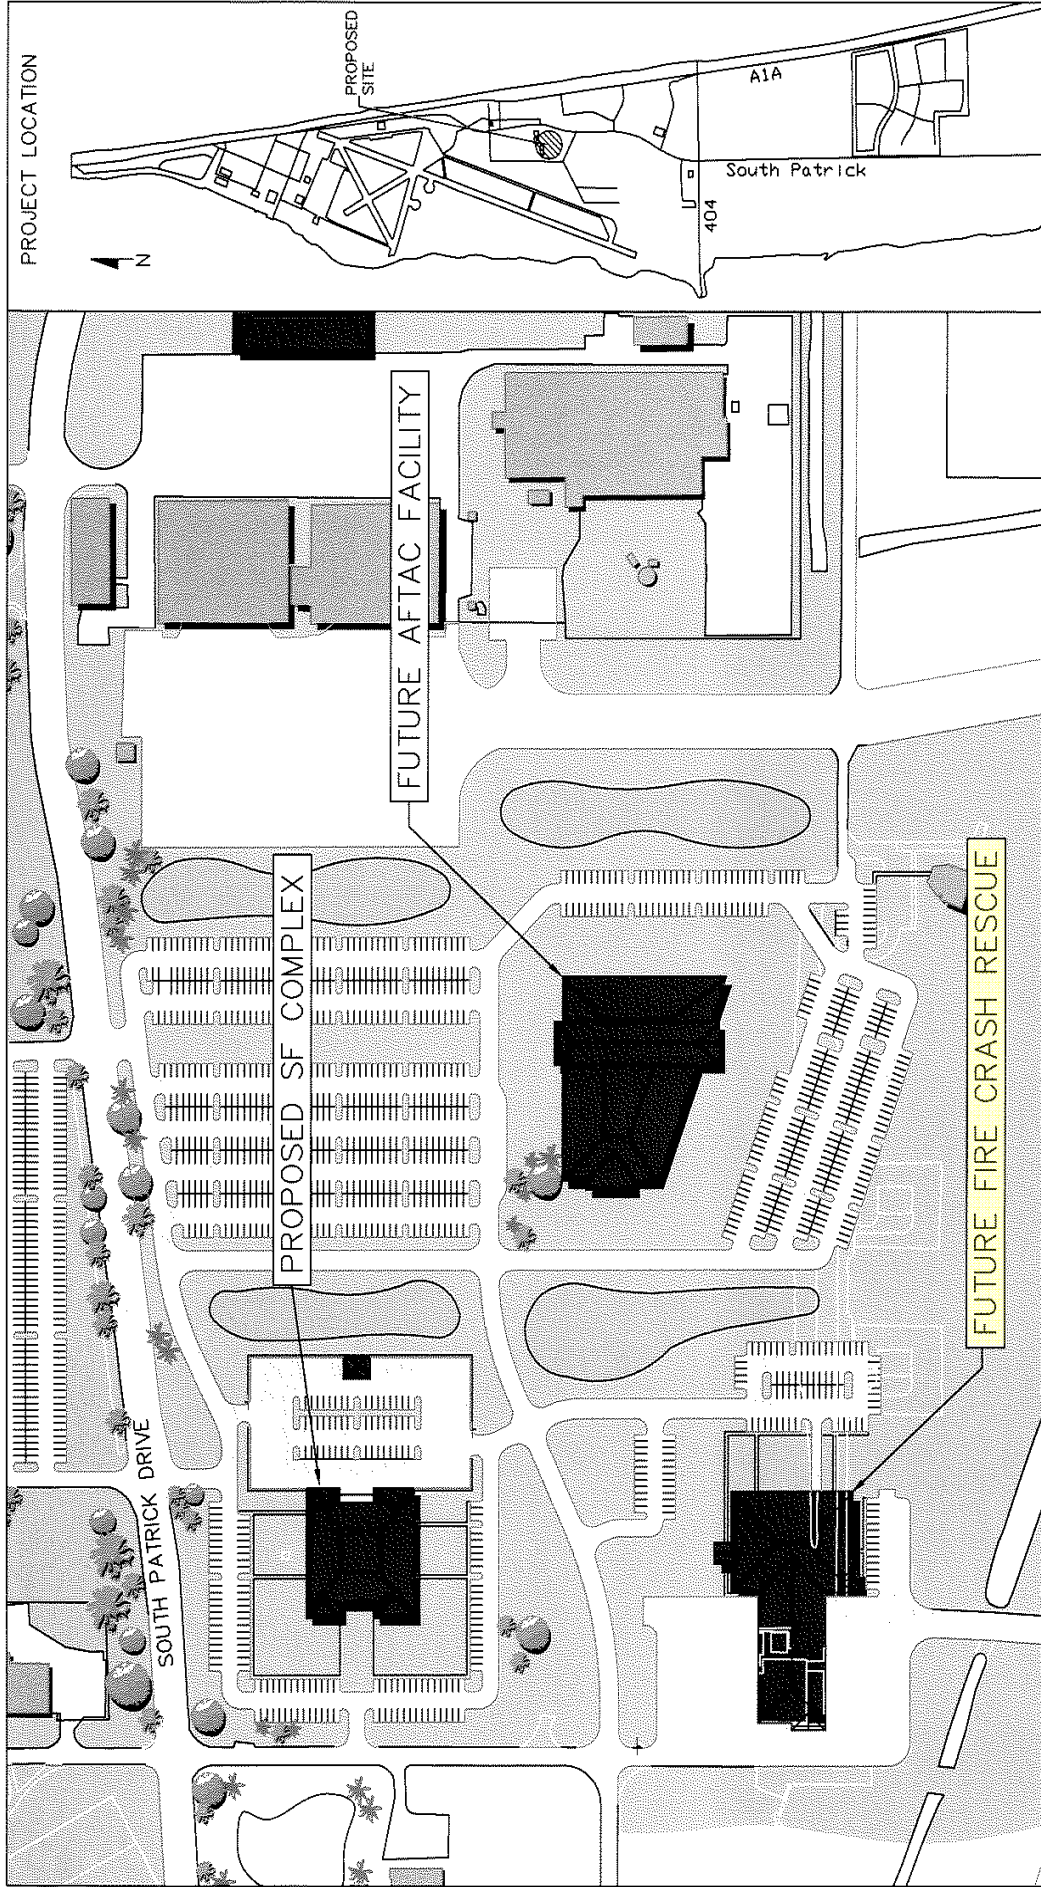 PROJECT LOCATION
N
PROPOSED
SITE
A1A
South Patrick
404
FUTURE AFTAC FACILITY
PROPOSED SF COMPLEX
FUTURE FIRE CRASH RESCUE
SOUTH PATRICK DRIVE